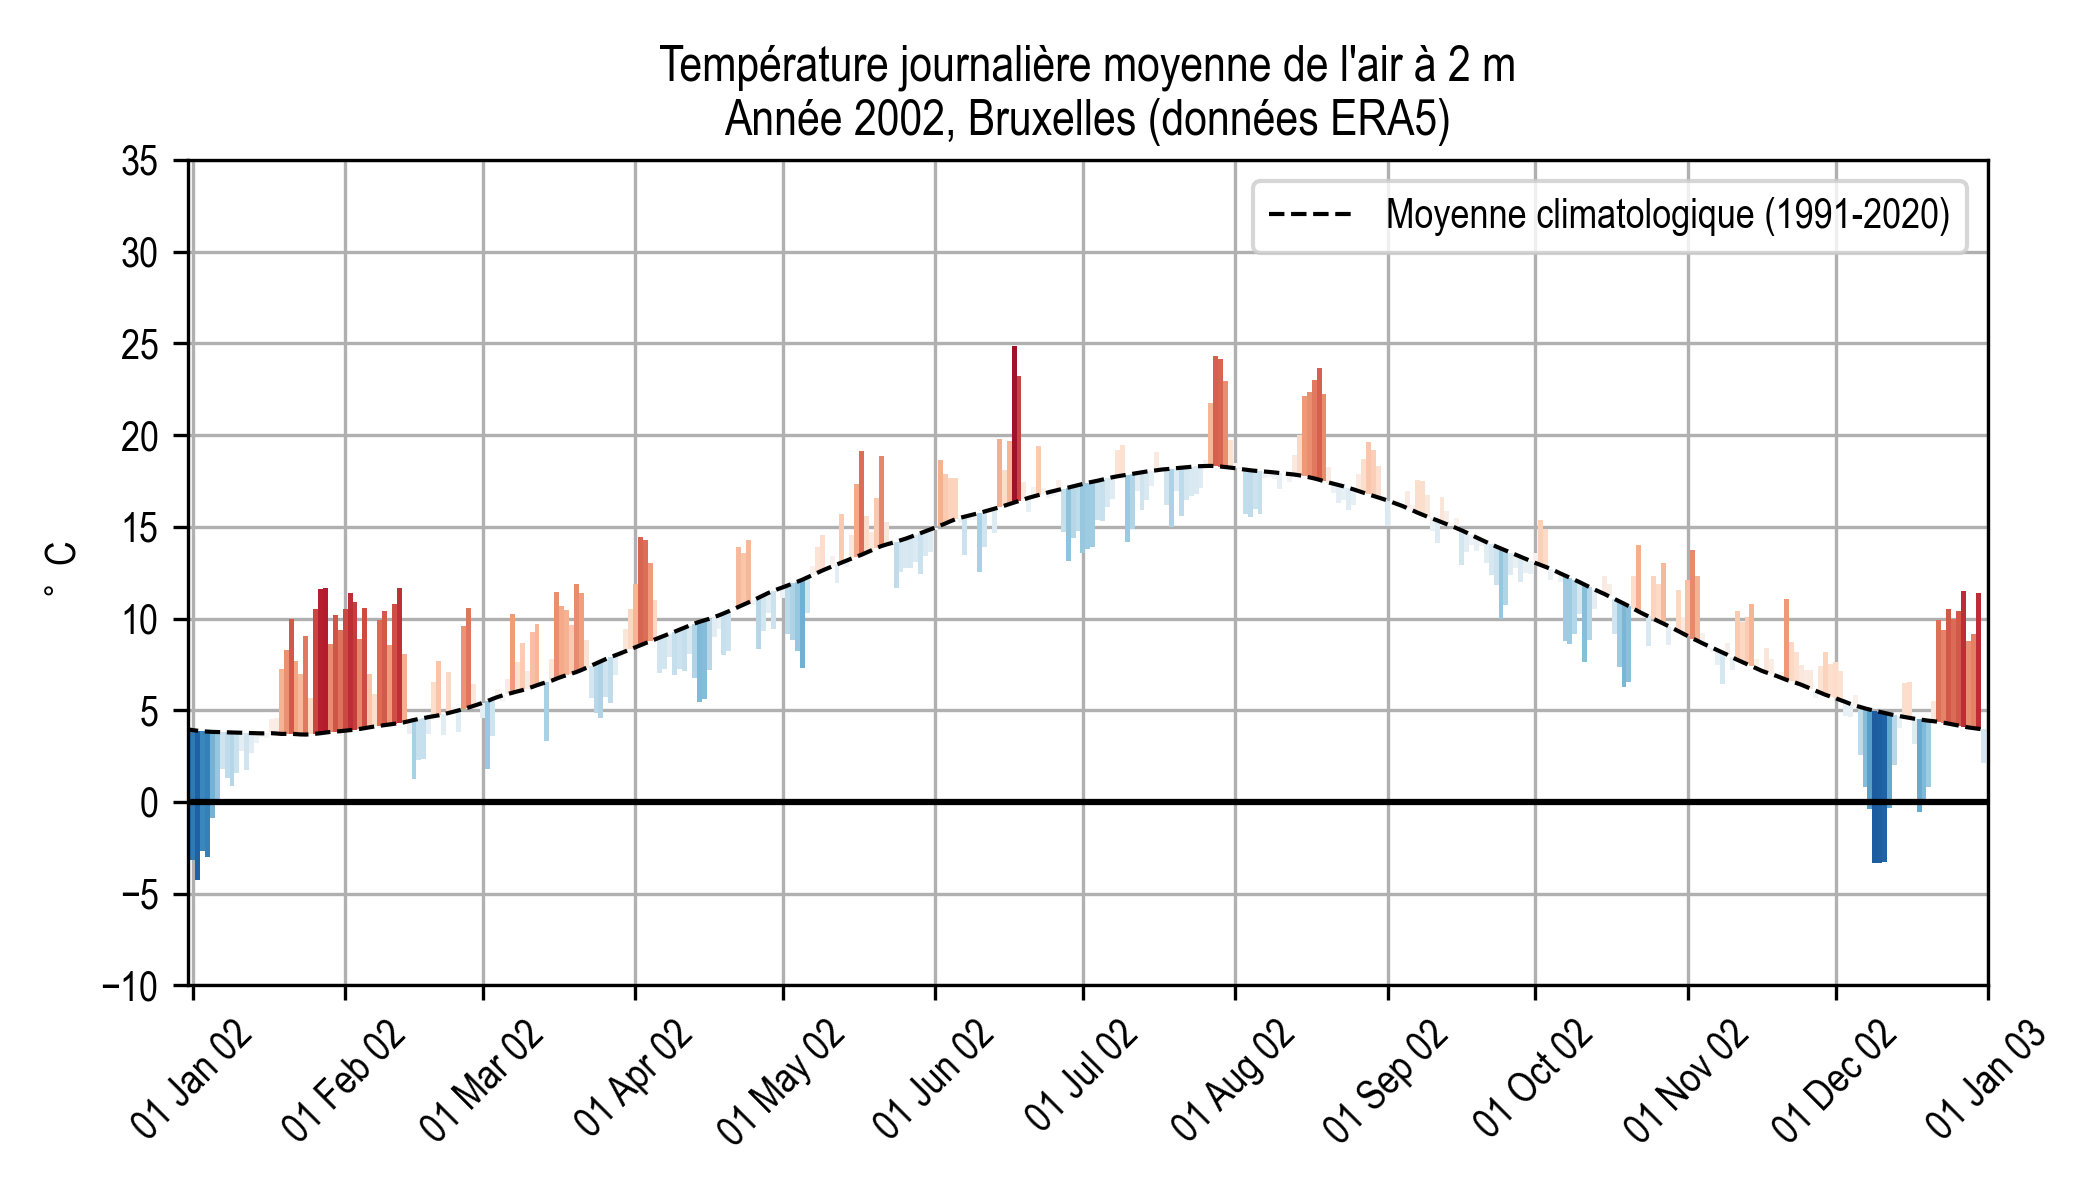 Température journalière moyenne de l'air à 2 m
Année 2002, Bruxelles (données ERA5)
35
30
25
20
15
10
5
0
−5
−10
° C
Moyenne climatologique (1991-2020)
01 Jan 02
01 Feb 02
01 Mar 02
01 Apr 02
01 May 02
01 Jun 02
01 Jul 02
01 Aug 02
01 Sep 02
01 Oct 02
01 Nov 02
01 Dec 02
01 Jan 03